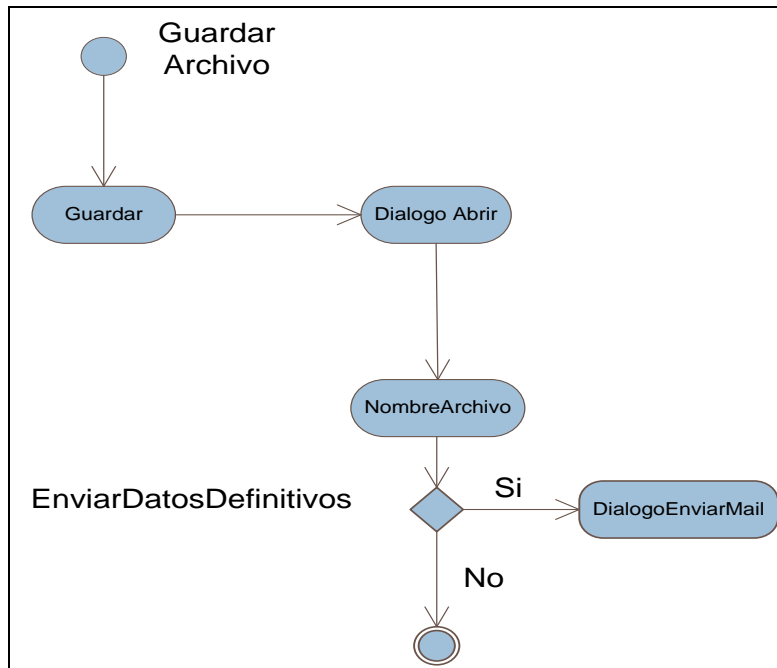 Guardar
Archivo
Guardar
Dialogo Abrir
NombreArchivo
EnviarDatosDefinitivos
Si
DialogoEnviarMail
No